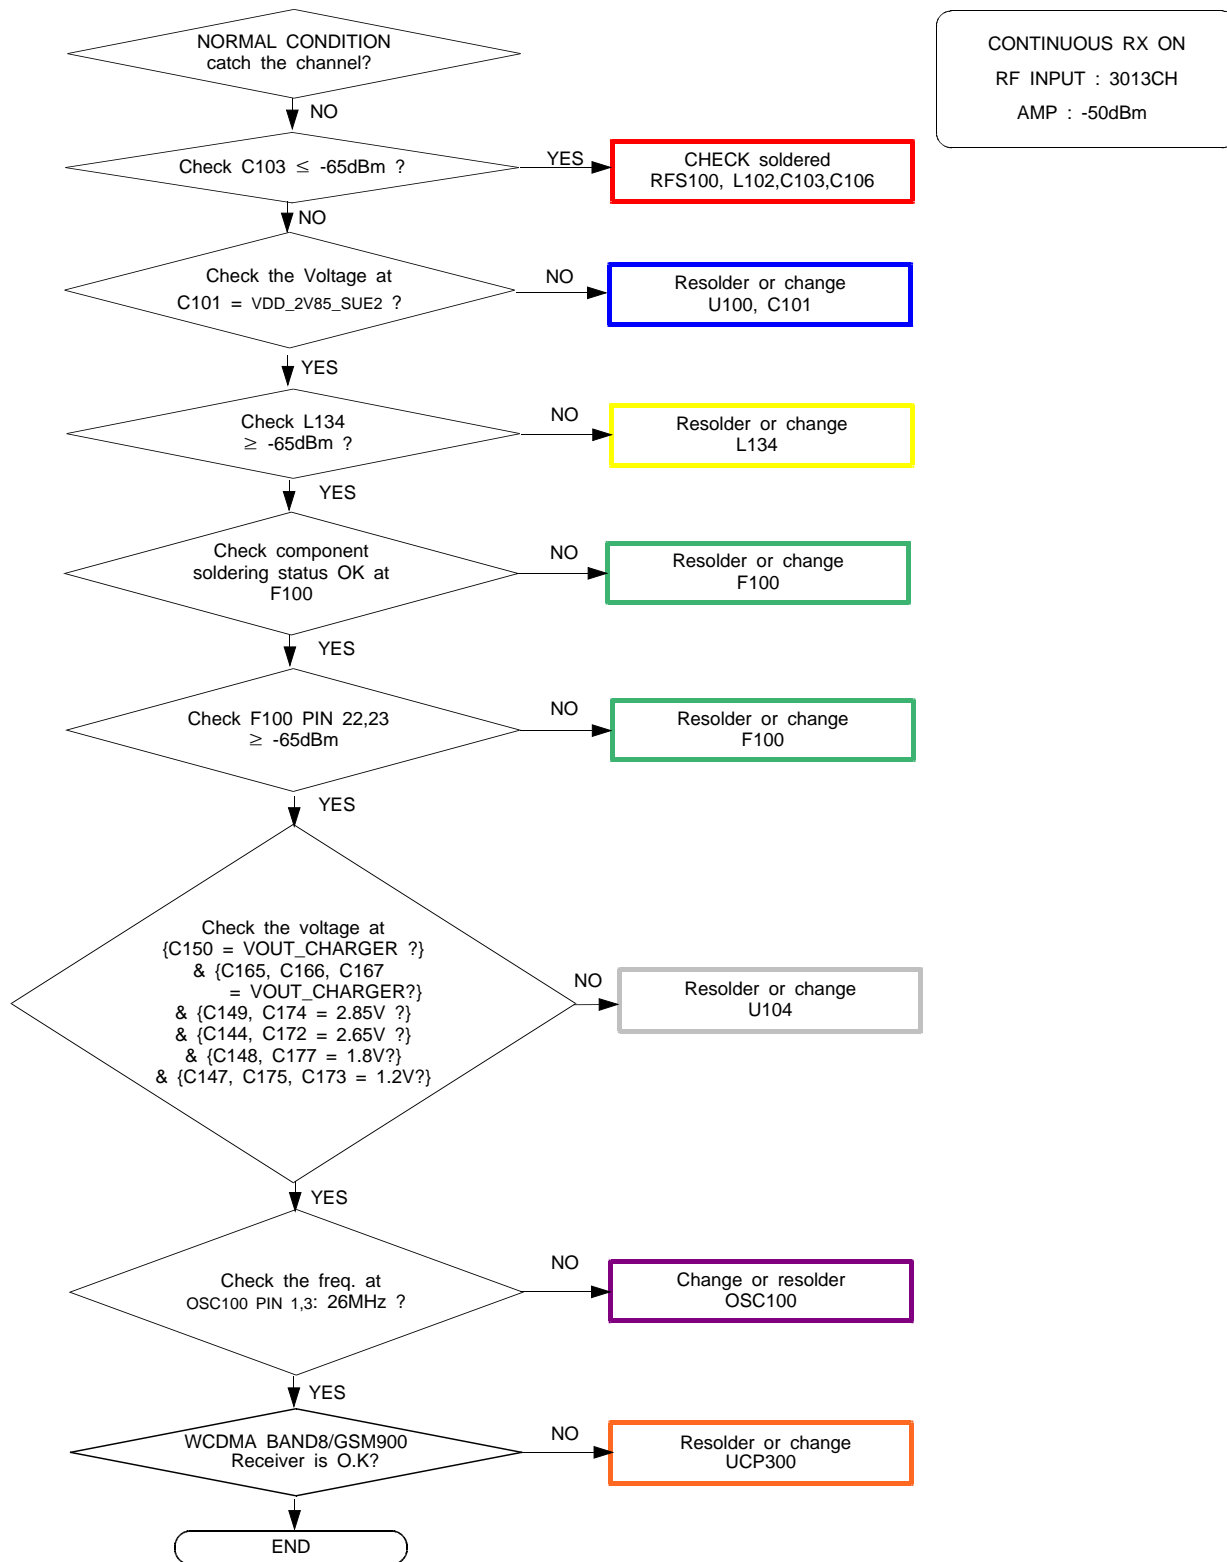 NORMAL CONDITION
catch the channel?
CONTINUOUS RX ON
RF INPUT : 3013CH
AMP : -50dBm
NO
Check C103 ≤ -65dBm ?
YES
CHECK soldered
RFS100, L102,C103,C106
NO
Check the Voltage at
C101 = VDD_2V85_SUE2 ?
NO
Resolder or change
U100, C101
YES
Check L134
≥ -65dBm ?
NO
Resolder or change
L134
YES
Check component
soldering status OK at
F100
NO
Resolder or change
F100
YES
Check F100 PIN 22,23
≥ -65dBm
NO
Resolder or change
F100
YES
Check the voltage at
{C150 = VOUT_CHARGER ?}
& {C165, C166, C167
= VOUT_CHARGER?}
& {C149, C174 = 2.85V ?}
& {C144, C172 = 2.65V ?}
& {C148, C177 = 1.8V?}
& {C147, C175, C173 = 1.2V?}
NO
Resolder or change
U104
YES
Check the freq. at
OSC100 PIN 1,3: 26MHz ?
NO
Change or resolder
OSC100
YES
WCDMA BAND8/GSM900
Receiver is O.K?
NO
Resolder or change
UCP300
END